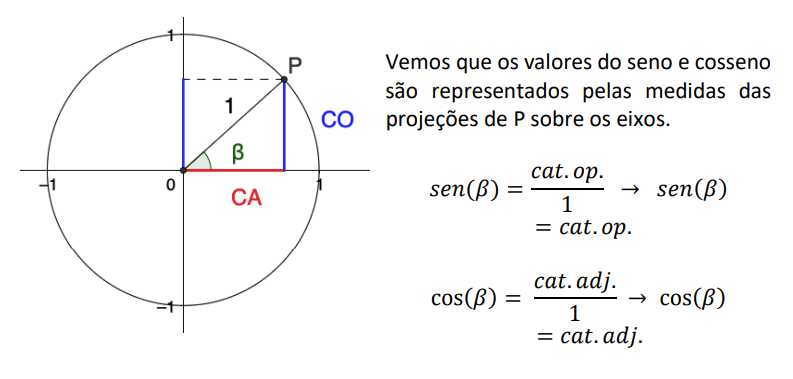 1
P
1
CO
β
−1
0
1
CA
−1
Vemos que os valores do seno e cosseno
são representados pelas medidas das
projeções de P sobre os eixos.
sen(β) = cat. op. / 1 → sen(β)
= cat. op.
cos(β) = cat. adj. / 1 → cos(β)
= cat. adj.